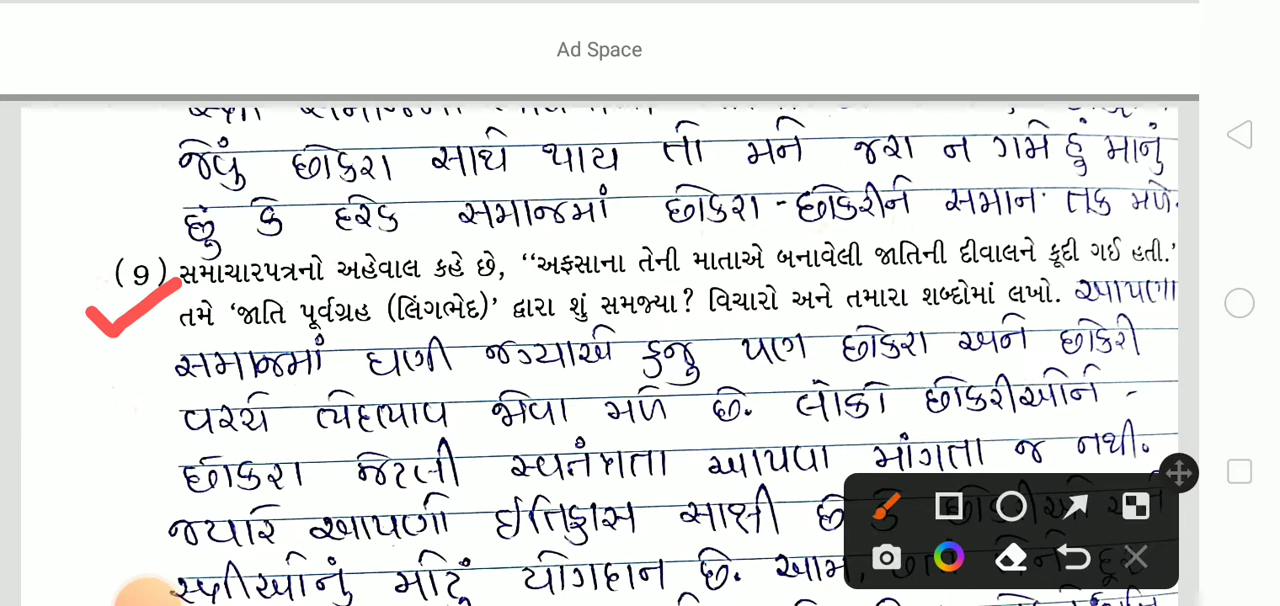 Ad Space
જેવું છોકરા સાથે થાય તો મને જરા ન ગમે હું માનું
છું કે દરેક સમાજમાં છોકરા-છોકરીને સમાન તક મળે.
(9) સમાચારપત્રનો અહેવાલ કહે છે, “અફસાના તેની માતાએ બનાવેલી જાતિની દીવાલને કૂદી ગઈ હતી.’
તમે ‘જાતિ પૂર્વગ્રહ (લિંગભેદ)’ દ્વારા શું સમજ્યા? વિચારો અને તમારા શબ્દોમાં લખો. આપણા
સમાજમાં ઘણી જગ્યાએ હજુ પણ છોકરા અને છોકરી
વચ્ચે ભેદભાવ જોવા મળે છે. લોકો છોકરીઓને -
છોકરા જેટલી સ્વતંત્રતા આપવા માંગતા જ નથી.
જ્યારે આપણો ઈતિહાસ સાક્ષી છે કે
સ્ત્રીઓનું મોટું યોગદાન છે. આમ,